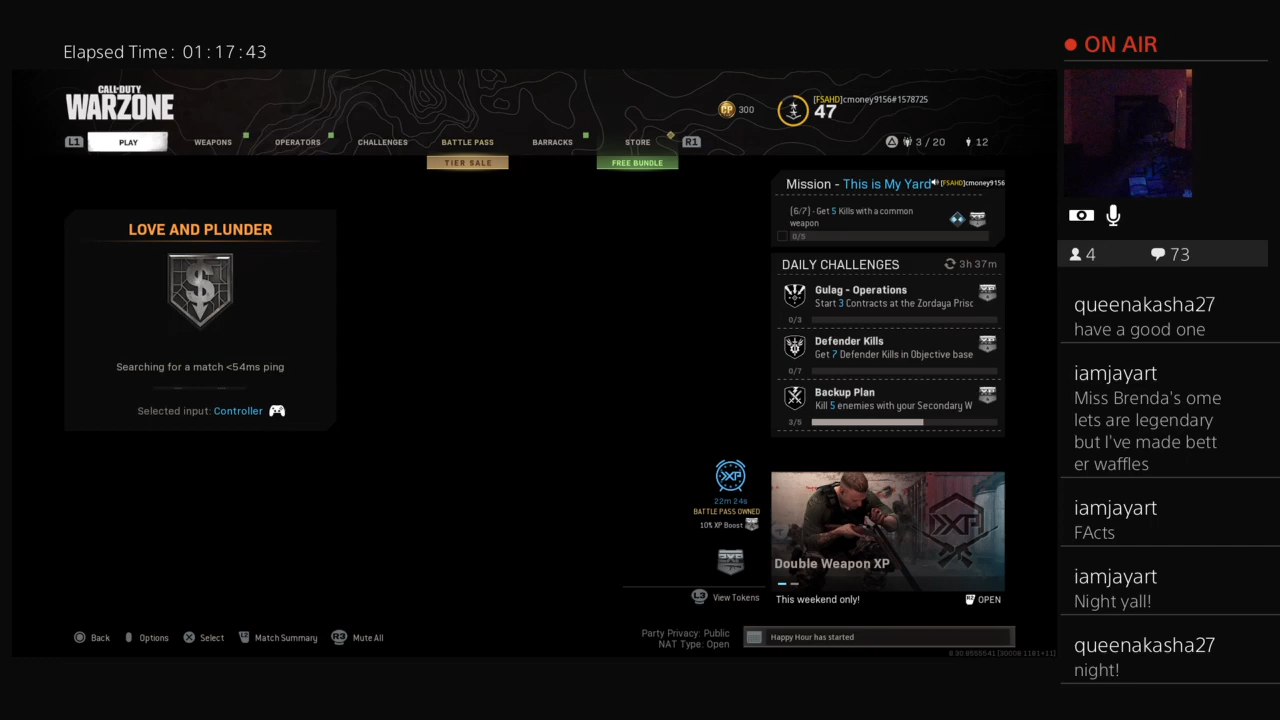 Elapsed Time: 01:17:43
ON AIR
CALL OF DUTY
WARZONE
CP 300
[FSAHD]cmoney9156#1578725
47
L1 PLAY WEAPONS OPERATORS CHALLENGES BATTLE PASS BARRACKS STORE R1
3 / 20 12
TIER SALE
FREE BUNDLE
Mission - This is My Yard
[FSAHD]cmoney9156
[6/7] - Get 5 Kills with a common
weapon
0/5
LOVE AND PLUNDER
Searching for a match <54ms ping
Selected input: Controller
DAILY CHALLENGES 3h 37m
Gulag - Operations
Start 3 Contracts at the Zordaya Prisc
0/3
Defender Kills
Get 7 Defender Kills in Objective base
0/7
Backup Plan
Kill 5 enemies with your Secondary W
3/5
22m 24s
BATTLE PASS OWNED
10% XP Boost
L3 View Tokens
Double Weapon XP
This weekend only!
OPEN
Back Options Select Match Summary R3 Mute All
Party Privacy: Public
NAT Type: Open
Happy Hour has started
4 73
queenakasha27
have a good one
iamjayart
Miss Brenda's ome
lets are legendary
but I've made bett
er waffles
iamjayart
FActs
iamjayart
Night yall!
queenakasha27
night!